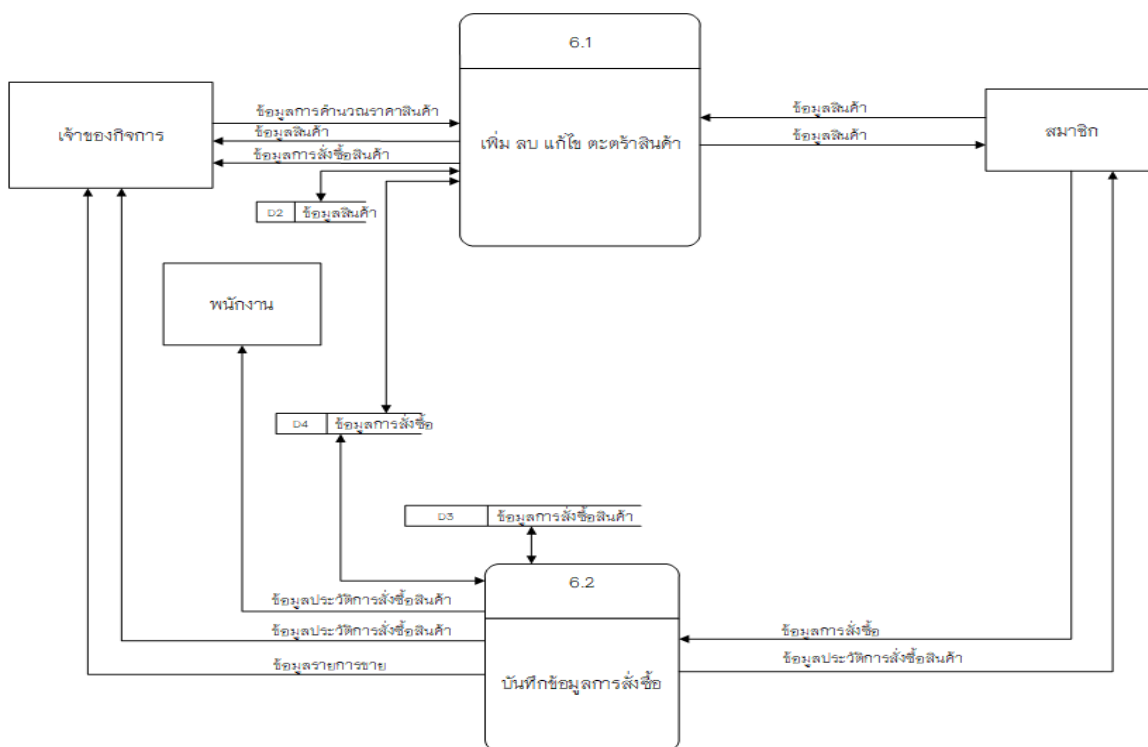 6.1
เจ้าของกิจการ
ข้อมูลการคำนวณราคาสินค้า
ข้อมูลสินค้า
ข้อมูลการสั่งซื้อสินค้า
เพิ่ม ลบ แก้ไข ตะตร้าสินค้า
ข้อมูลสินค้า
ข้อมูลสินค้า
สมาชิก
D2 ข้อมูลสินค้า
พนักงาน
D4 ข้อมูลการสั่งซื้อ
D3 ข้อมูลการสั่งซื้อสินค้า
6.2
ข้อมูลประวัติการสั่งซื้อสินค้า
ข้อมูลประวัติการสั่งซื้อสินค้า
ข้อมูลรายการขาย
บันทึกข้อมูลการสั่งซื้อ
ข้อมูลการสั่งซื้อ
ข้อมูลประวัติการสั่งซื้อสินค้า